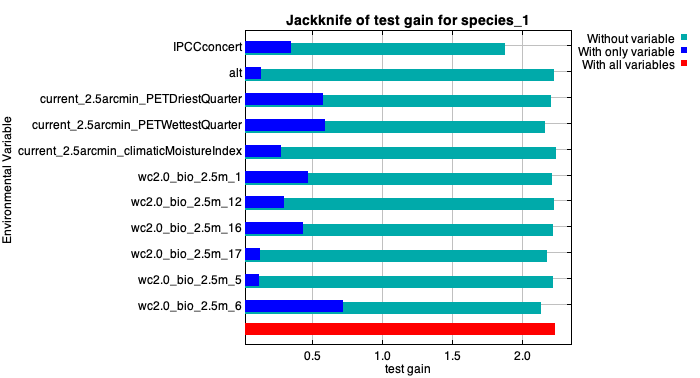 Jackknife of test gain for species_1
Without variable
With only variable
With all variables
Environmental Variable
IPCCconcert
alt
current_2.5arcmin_PETDriestQuarter
current_2.5arcmin_PETWettestQuarter
current_2.5arcmin_climaticMoistureIndex
wc2.0_bio_2.5m_1
wc2.0_bio_2.5m_12
wc2.0_bio_2.5m_16
wc2.0_bio_2.5m_17
wc2.0_bio_2.5m_5
wc2.0_bio_2.5m_6
0.5 1.0 1.5 2.0
test gain